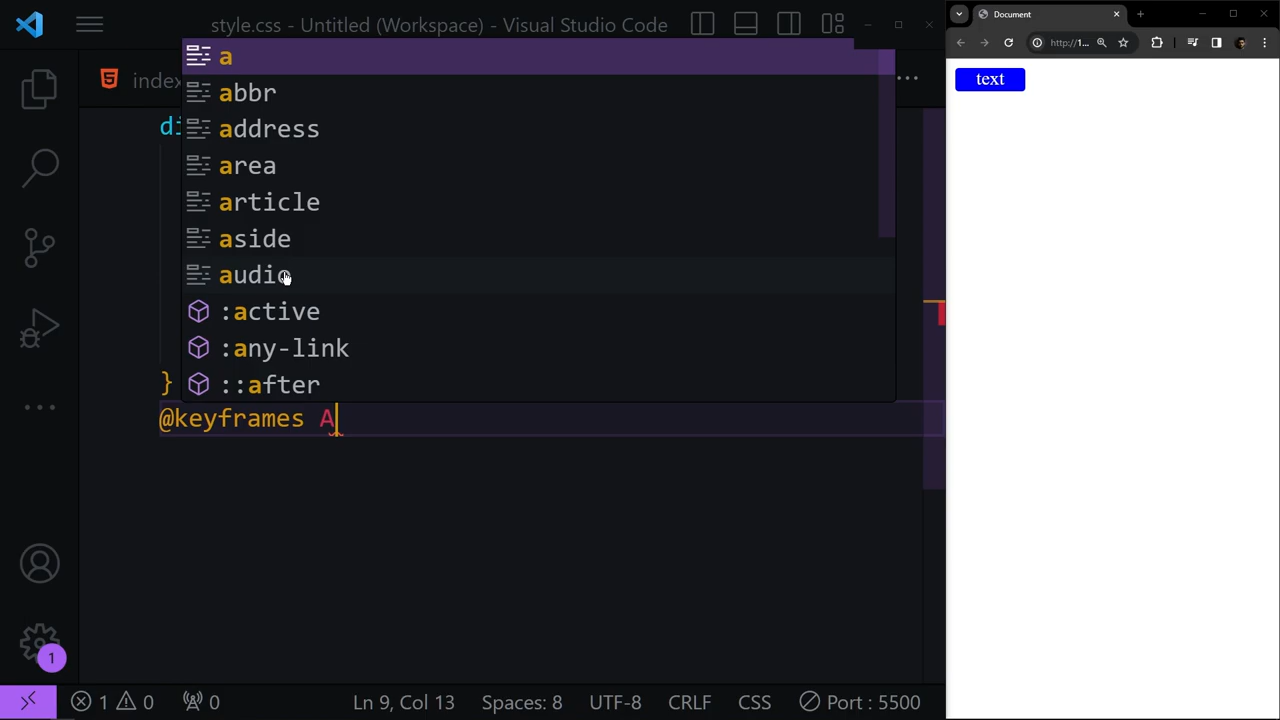 style.css - Untitled (Workspace) - Visual Studio Code
index
di
a
abbr
address
area
article
aside
audio
:active
:any-link
::after
}
@keyframes A
1
1 0 0 Ln 9, Col 13 Spaces: 8 UTF-8 CRLF CSS Port : 5500
Document
http://1...
text